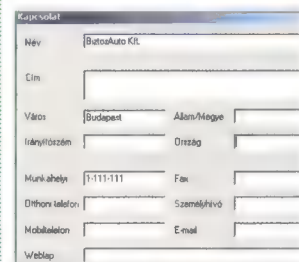 Kapcsolat
Név BiztosAuto Kft.
Cím
Város Budapest Állam/Megye
Irányítószám Ország
Munkahelyi 1-111-111 Fax
Otthoni telefon Személyhívó
Mobiltelefon E-mail
Weblap